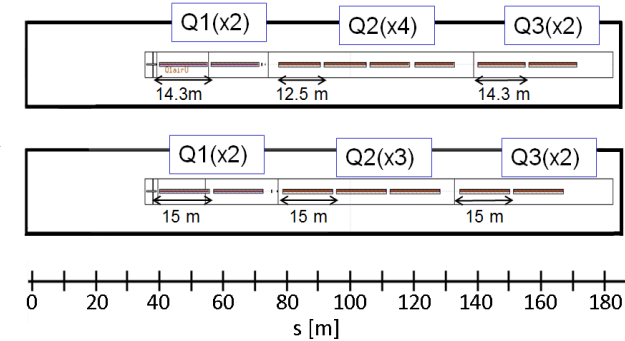 Q1(x2) Q2(x4) Q3(x2)
14.3m 12.5 m 14.3 m
Q1(x2) Q2(x3) Q3(x2)
15 m 15 m 15 m
0 20 40 60 80 100 120 140 160 180
s [m]